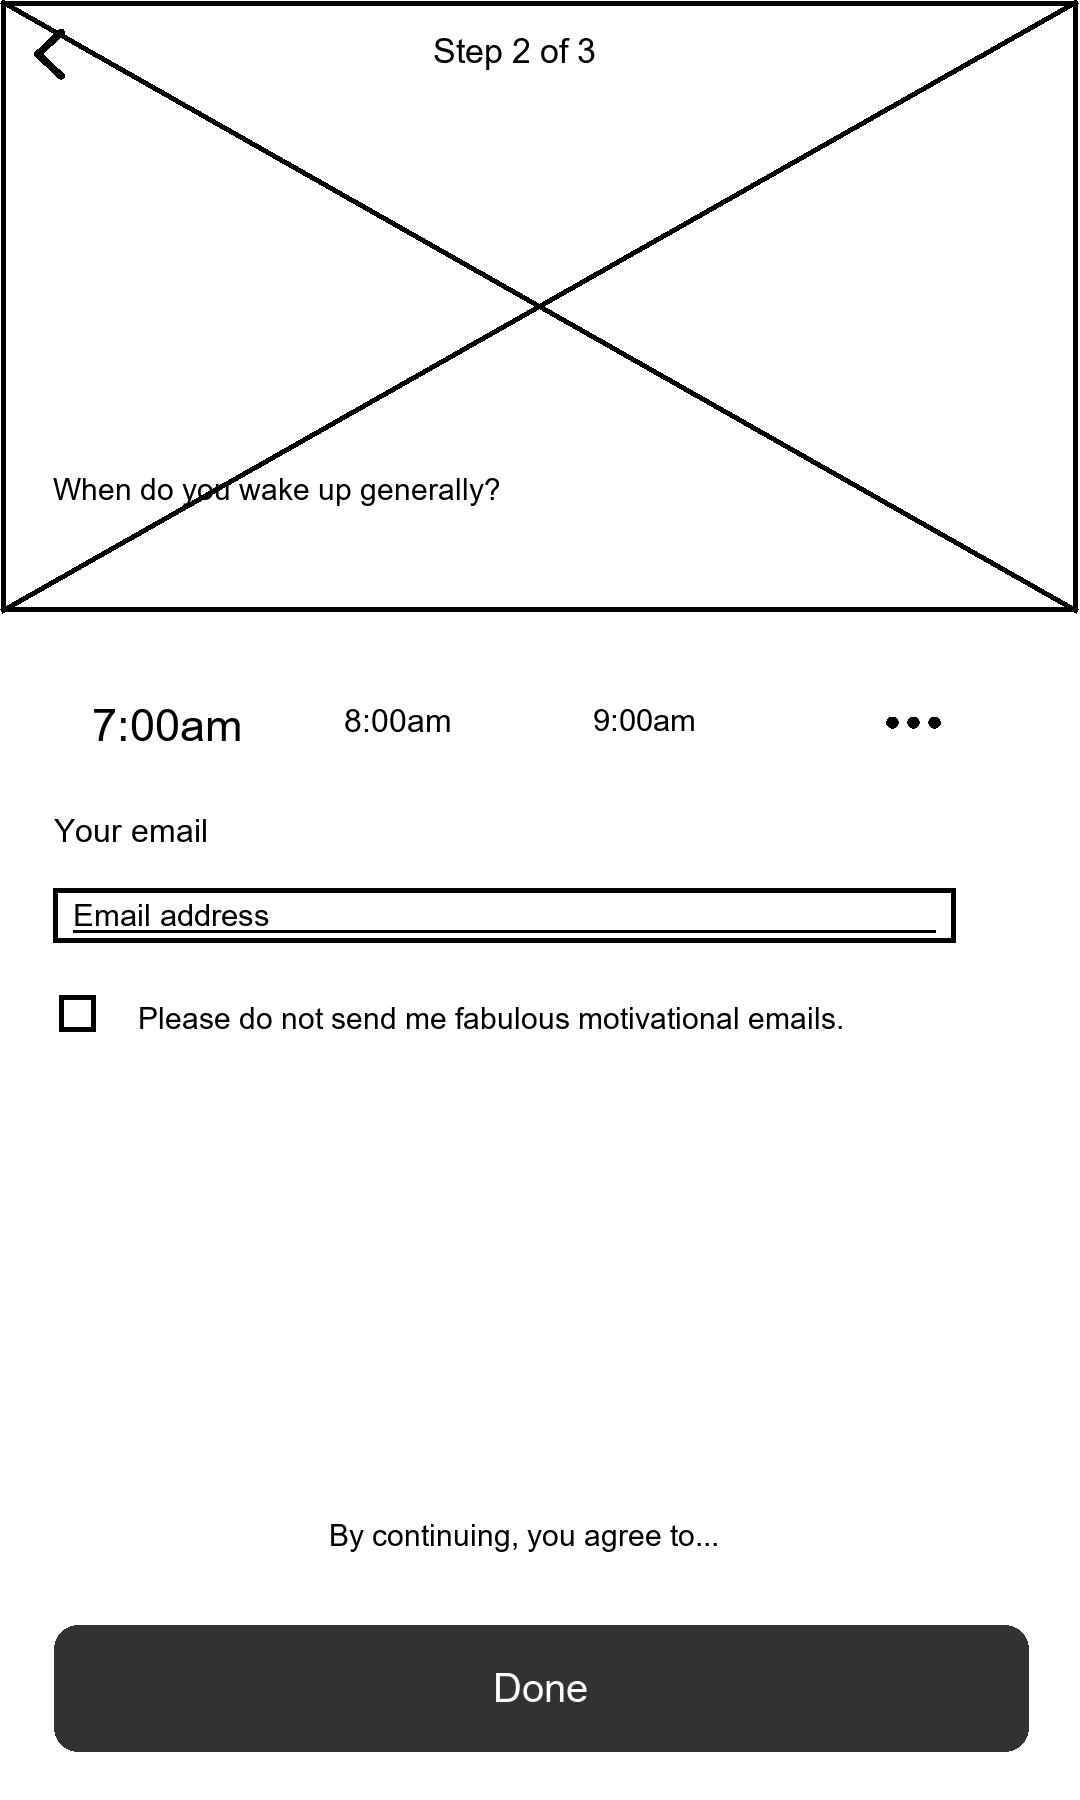 Step 2 of 3
When do you wake up generally?
7:00am 8:00am 9:00am
Your email
Email address
Please do not send me fabulous motivational emails.
By continuing, you agree to...
Done